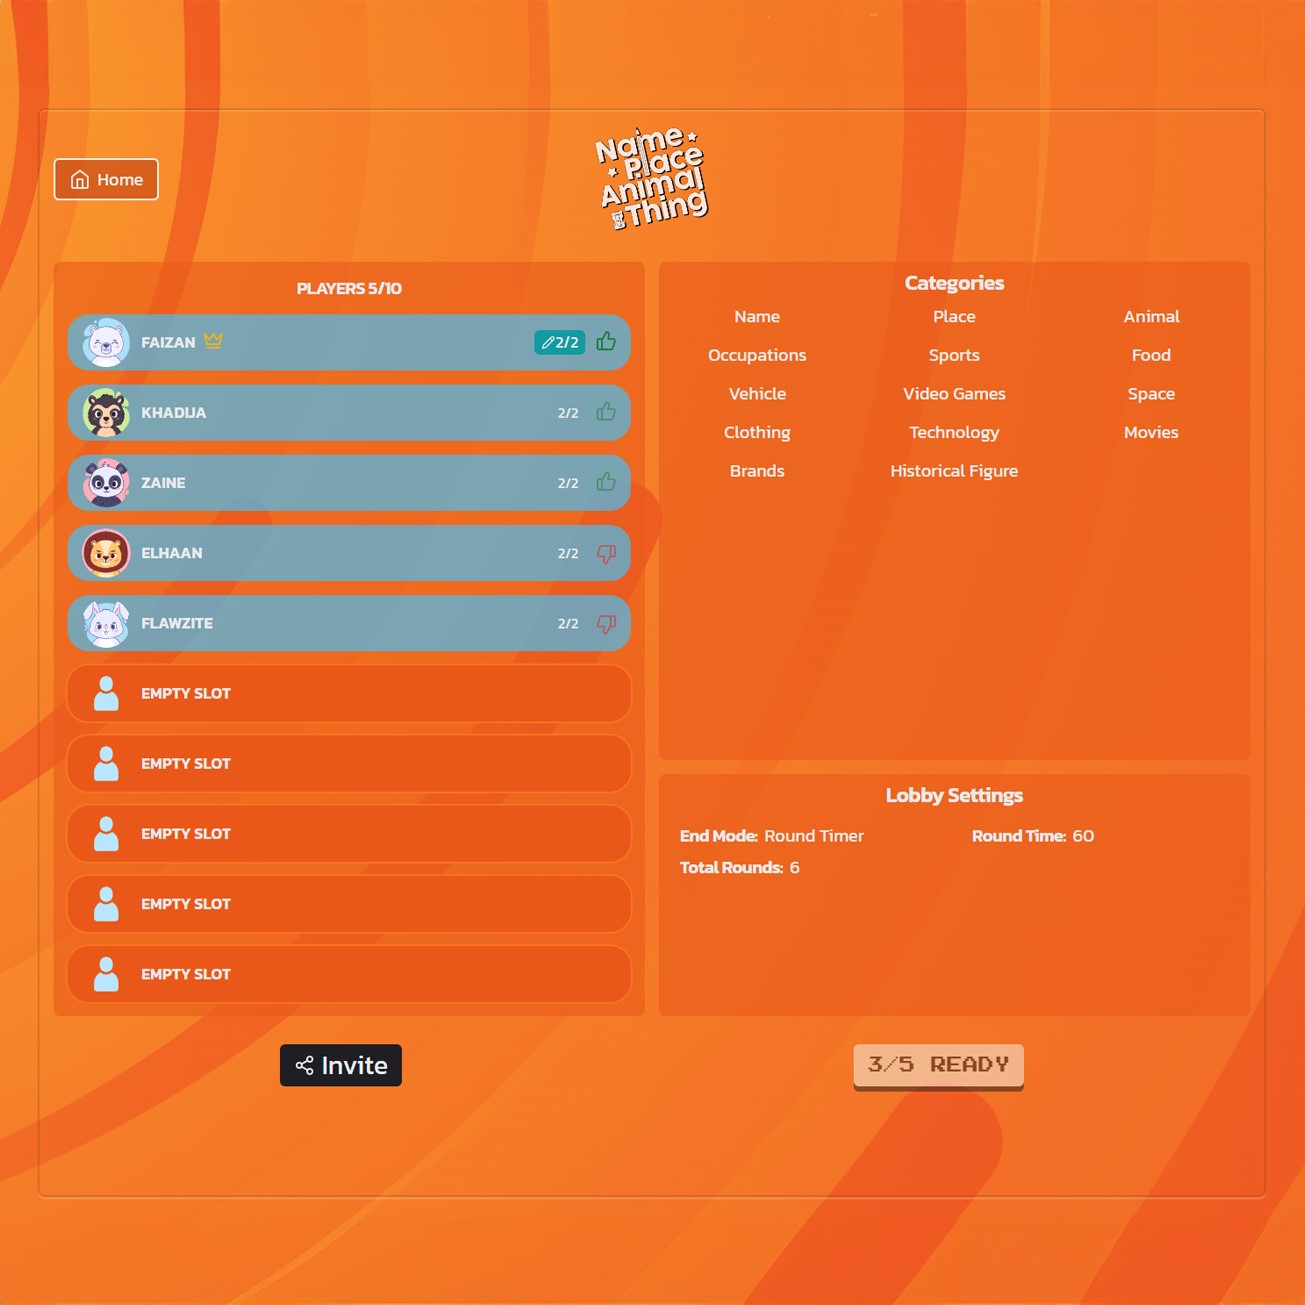 Name
Place
Animal
Thing
Home
PLAYERS 5/10
FAIZAN 2/2
KHADIJA 2/2
ZAINE 2/2
ELHAAN 2/2
FLAWZITE 2/2
EMPTY SLOT
EMPTY SLOT
EMPTY SLOT
EMPTY SLOT
EMPTY SLOT
Invite
Categories
Name Place Animal
Occupations Sports Food
Vehicle Video Games Space
Clothing Technology Movies
Brands Historical Figure
Lobby Settings
End Mode: Round Timer Round Time: 60
Total Rounds: 6
3/5 READY